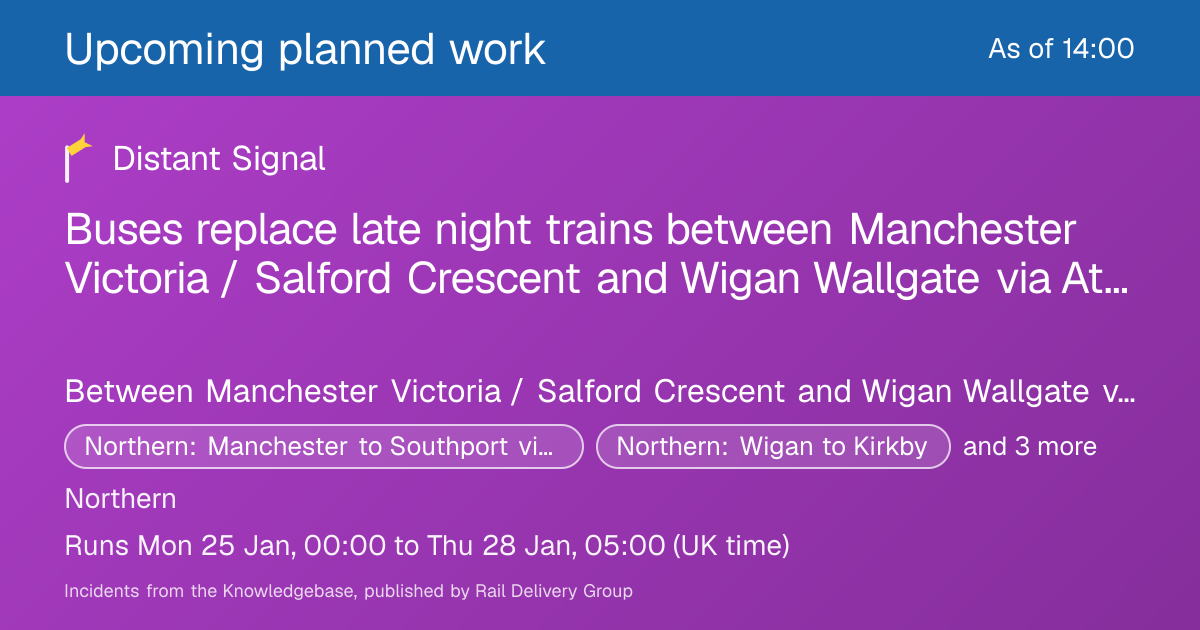 Upcoming planned work
As of 14:00
Distant Signal
Buses replace late night trains between Manchester
Victoria / Salford Crescent and Wigan Wallgate via At...
Between Manchester Victoria / Salford Crescent and Wigan Wallgate v...
Northern: Manchester to Southport vi...
Northern: Wigan to Kirkby
and 3 more
Northern
Runs Mon 25 Jan, 00:00 to Thu 28 Jan, 05:00 (UK time)
Incidents from the Knowledgebase, published by Rail Delivery Group